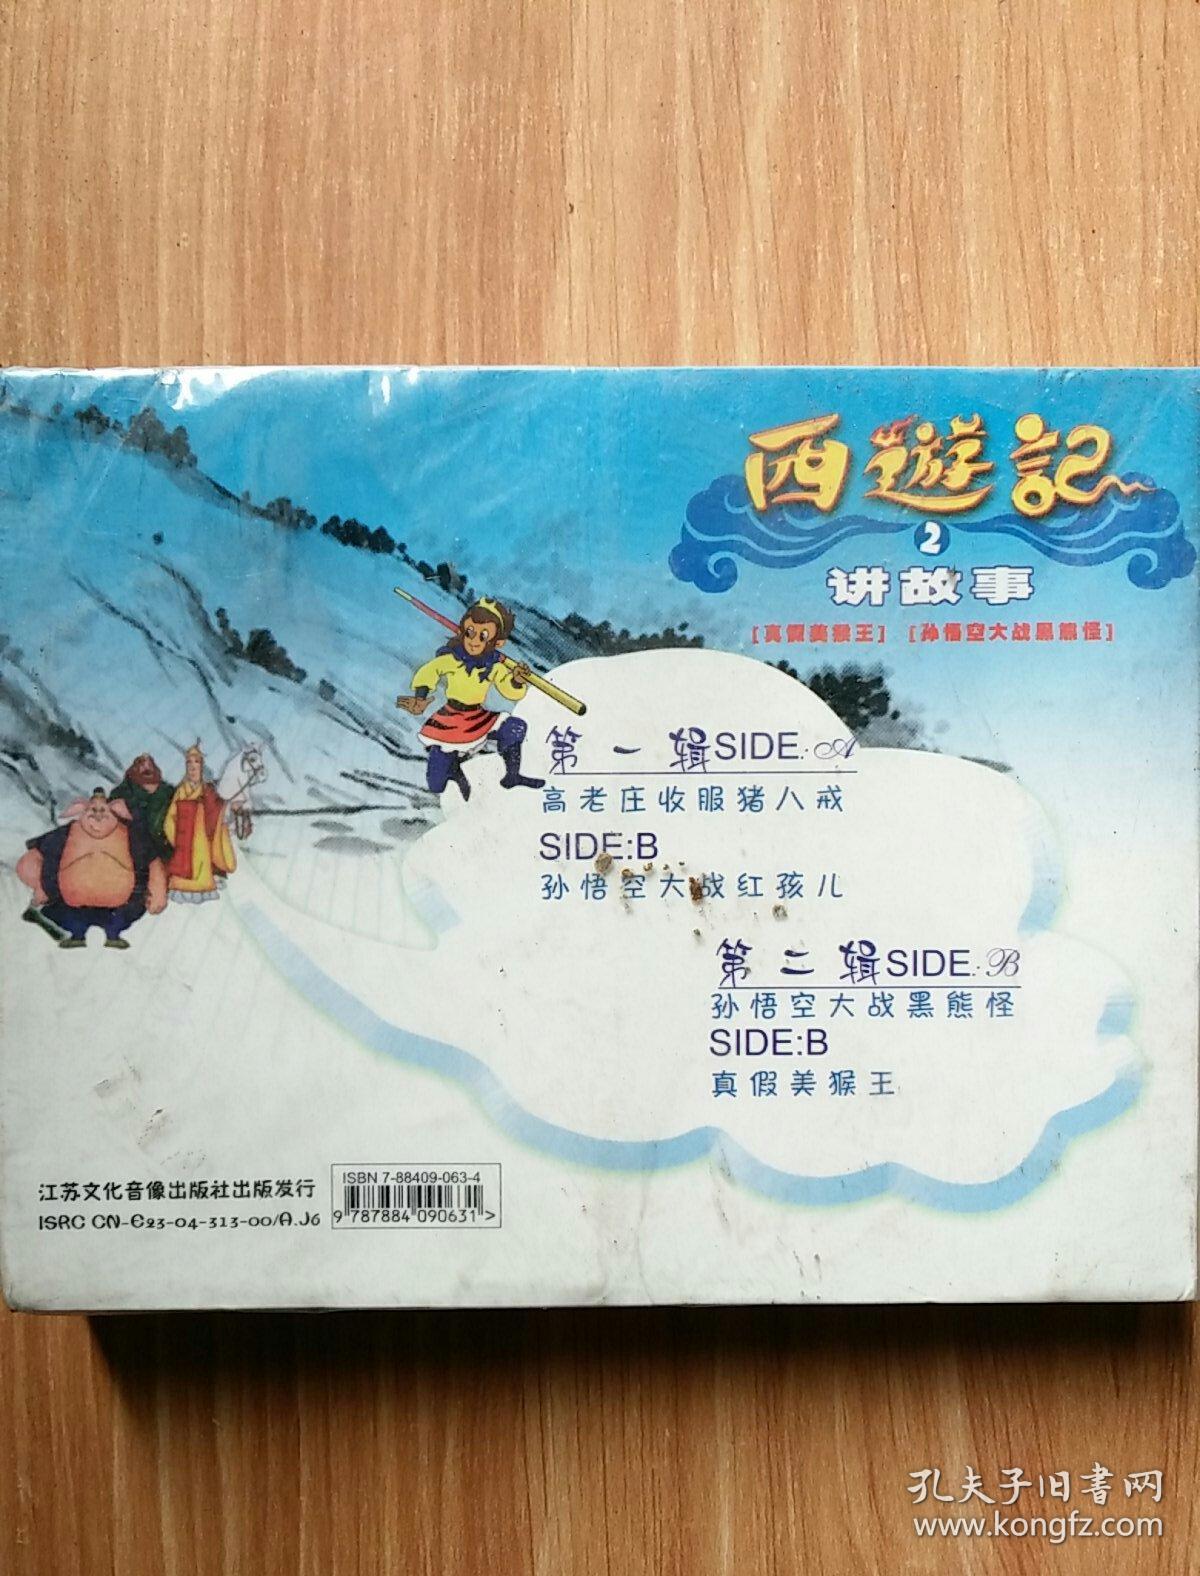 西遊記
2
讲故事
[真假美猴王] [孙悟空大战黑熊怪]
第一辑SIDE:A
高老庄收服猪八戒
SIDE:B
孙悟空大战红孩儿
第二辑SIDE:B
孙悟空大战黑熊怪
SIDE:B
真假美猴王
江苏文化音像出版社出版发行
ISRC CN-E23-04-313-00/A.J6
ISBN 7-88409-063-4
9 787884 090631 >
孔夫子旧书网
www.kongfz.com